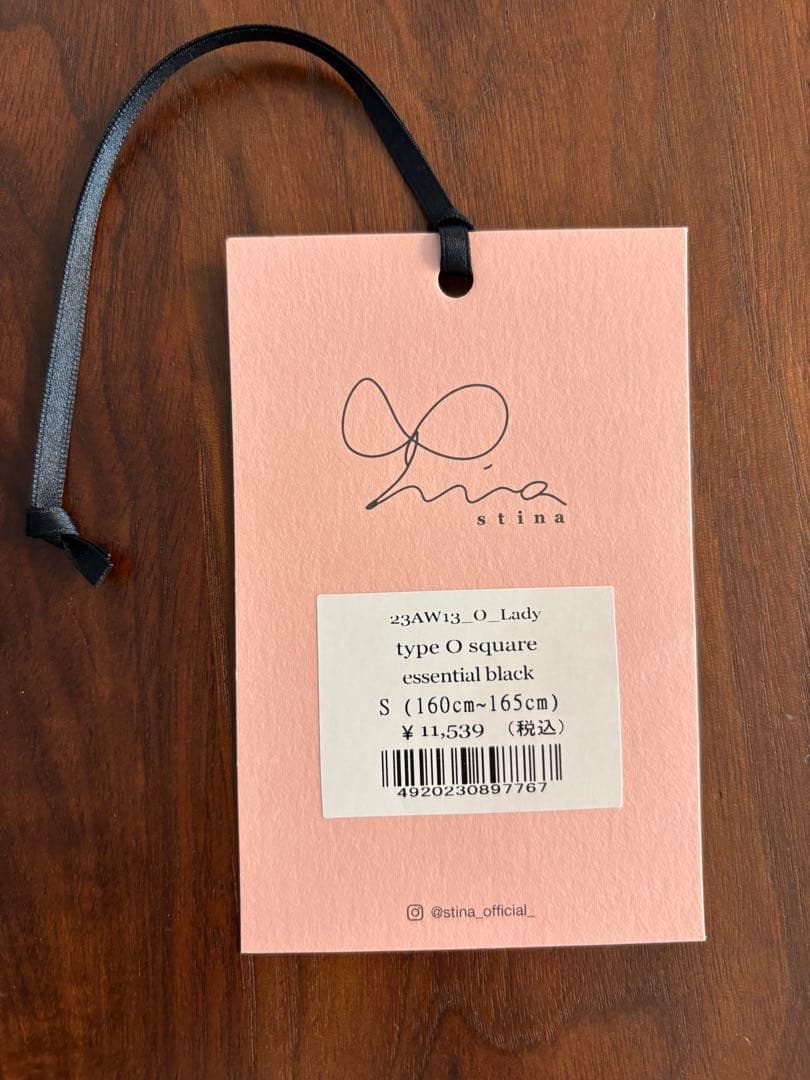 stina
23AW13_O_Lady
type O square
essential black
S (160cm~165cm)
¥ 11,539 (税込)
4920230897767
@stina_official_